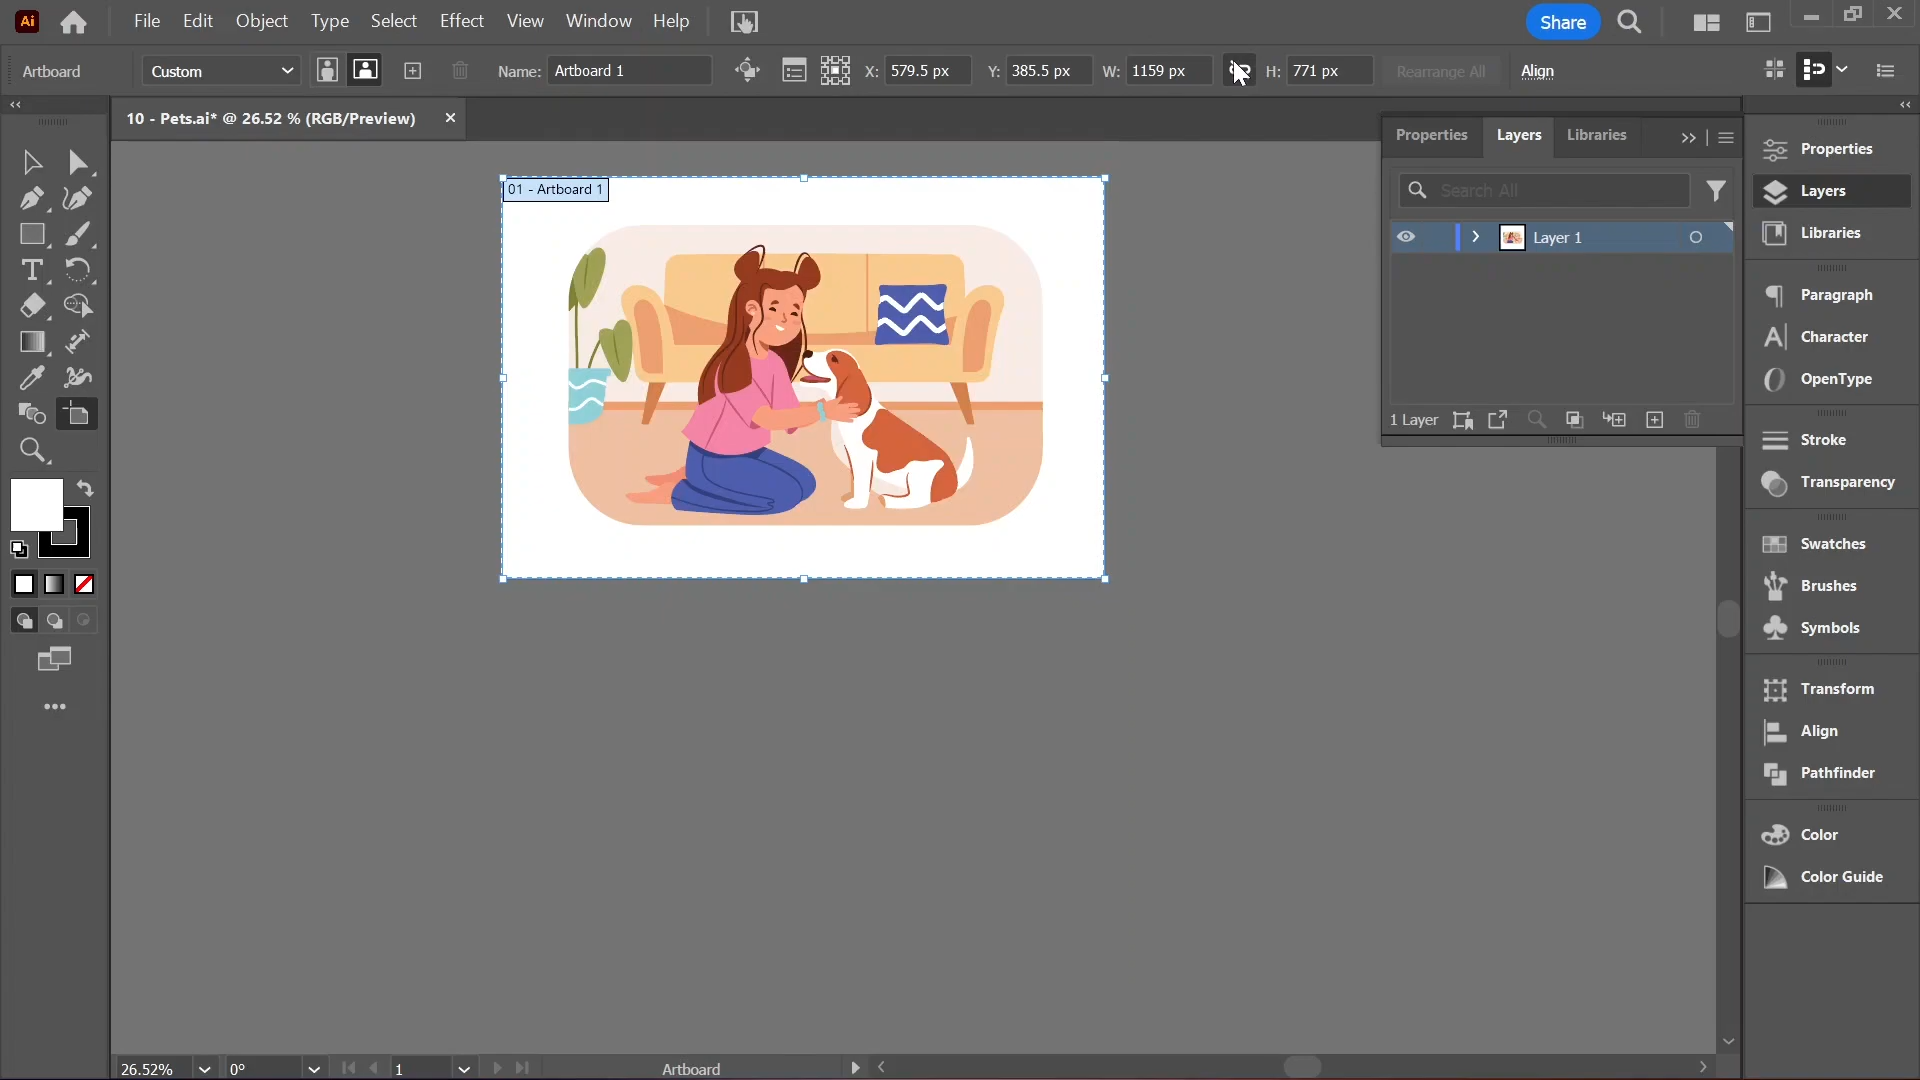 Ai
File Edit Object Type Select Effect View Window Help
Share
Artboard
Custom
Name: Artboard 1
X: 579.5 px Y: 385.5 px W: 1159 px H: 771 px
Rearrange All
Align
10 - Pets.ai* @ 26.52 % (RGB/Preview)
01 - Artboard 1
Properties Layers Libraries
Search All
Layer 1
1 Layer
Properties
Layers
Libraries
Paragraph
Character
OpenType
Stroke
Transparency
Swatches
Brushes
Symbols
Transform
Align
Pathfinder
Color
Color Guide
26.52% 0° 1 Artboard